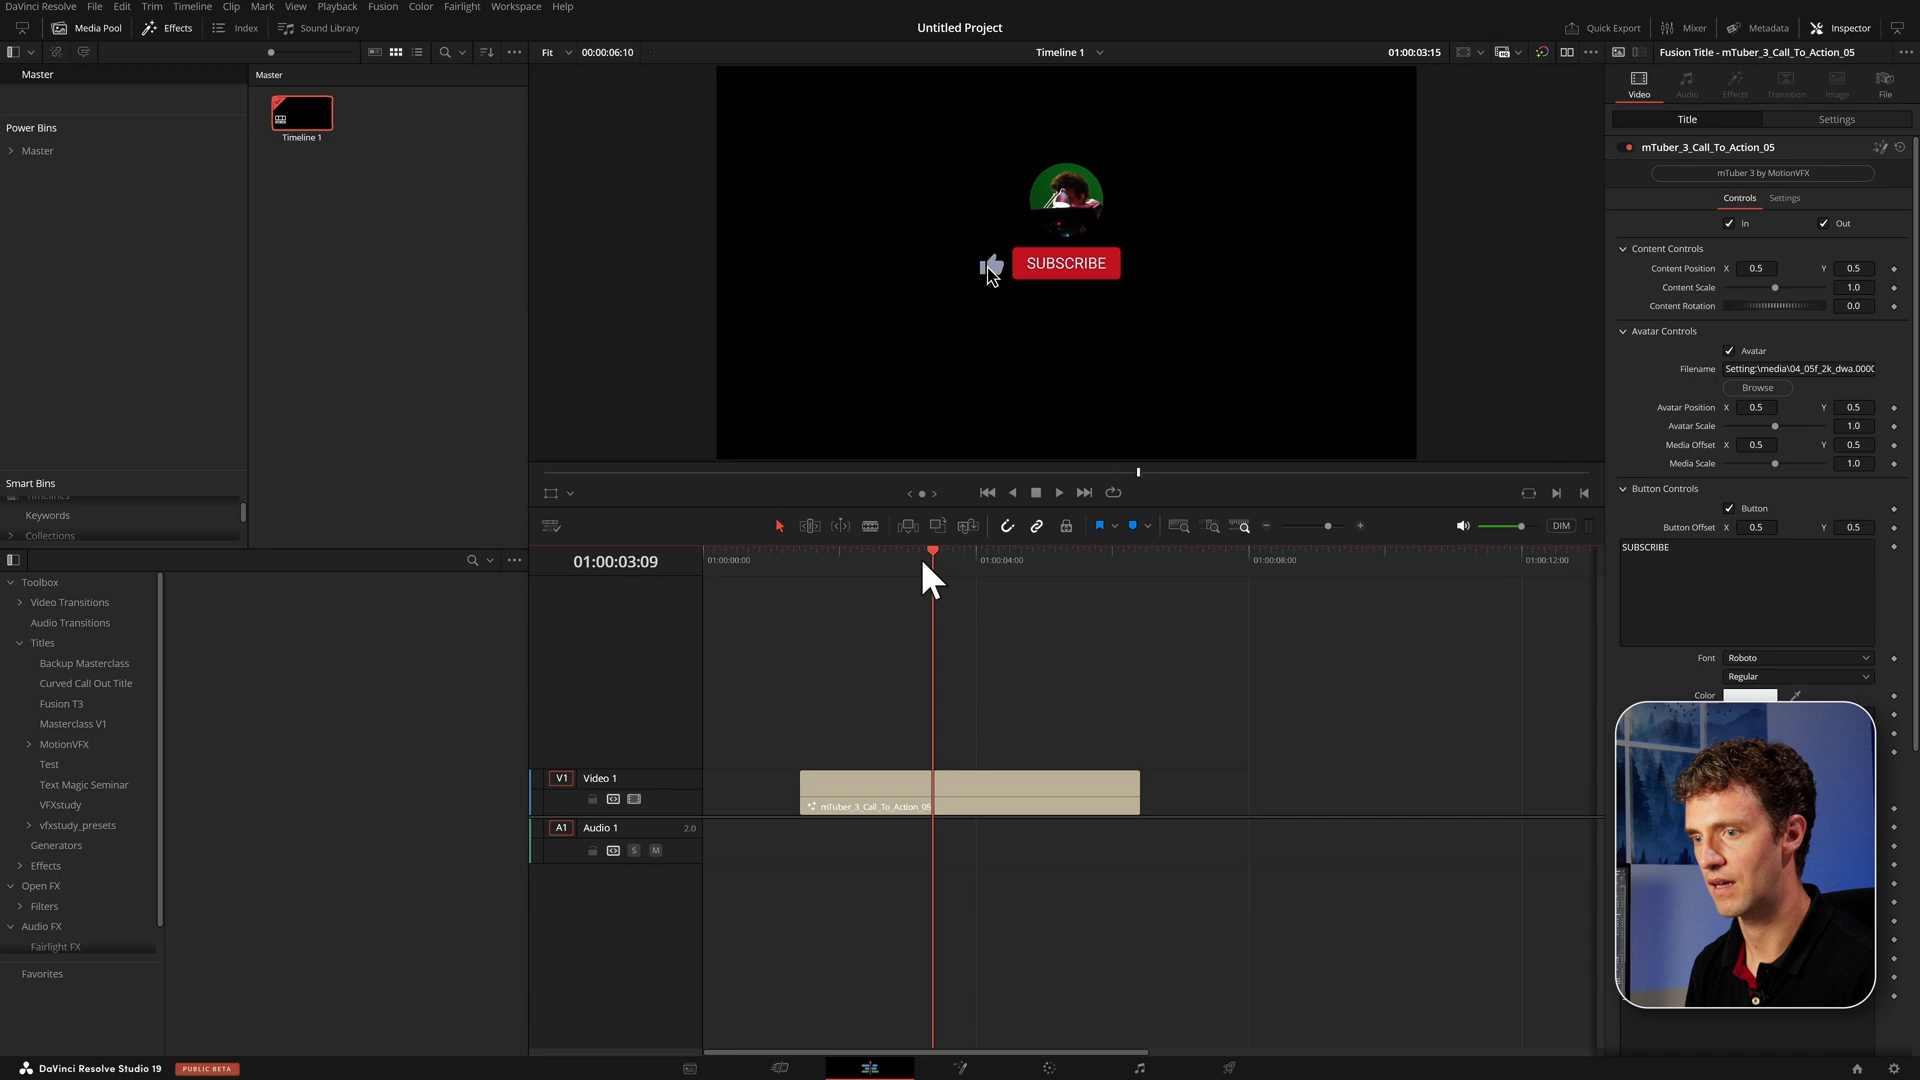 DaVinci Resolve File Edit Trim Timeline Clip Mark View Playback Fusion Color Fairlight Workspace Help
Media Pool Effects Index Sound Library Untitled Project Quick Export Mixer Metadata Inspector
Fit 00:00:06:10 Timeline 1 01:00:03:15 Fusion Title - mTuber_3_Call_To_Action_05
Master
Power Bins
Master
Smart Bins
Timelines
Keywords
Collections
Master
Timeline 1
SUBSCRIBE
Video Audio Effects Transition Image File
Title Settings
mTuber_3_Call_To_Action_05
mTuber 3 by MotionVFX
Controls Settings
In Out
Content Controls
Content Position X 0.5 Y 0.5
Content Scale 1.0
Content Rotation 0.0
Avatar Controls
Avatar
Filename Setting:\media\04_05f_2k_dwa.0000
Browse
Avatar Position X 0.5 Y 0.5
Avatar Scale 1.0
Media Offset X 0.5 Y 0.5
Media Scale 1.0
Button Controls
Button
Button Offset X 0.5 Y 0.5
SUBSCRIBE
Font Roboto
Regular
Color
DIM
01:00:03:09 01:00:00:00 01:00:04:00 01:00:08:00 01:00:12:00
V1 Video 1
mTuber_3_Call_To_Action_05
A1 Audio 1 2.0
S M
Toolbox
Video Transitions
Audio Transitions
Titles
Backup Masterclass
Curved Call Out Title
Fusion T3
Masterclass V1
MotionVFX
Test
Text Magic Seminar
VFXstudy
vfxstudy_presets
Generators
Effects
Open FX
Filters
Audio FX
Fairlight FX
Favorites
DaVinci Resolve Studio 19 PUBLIC BETA